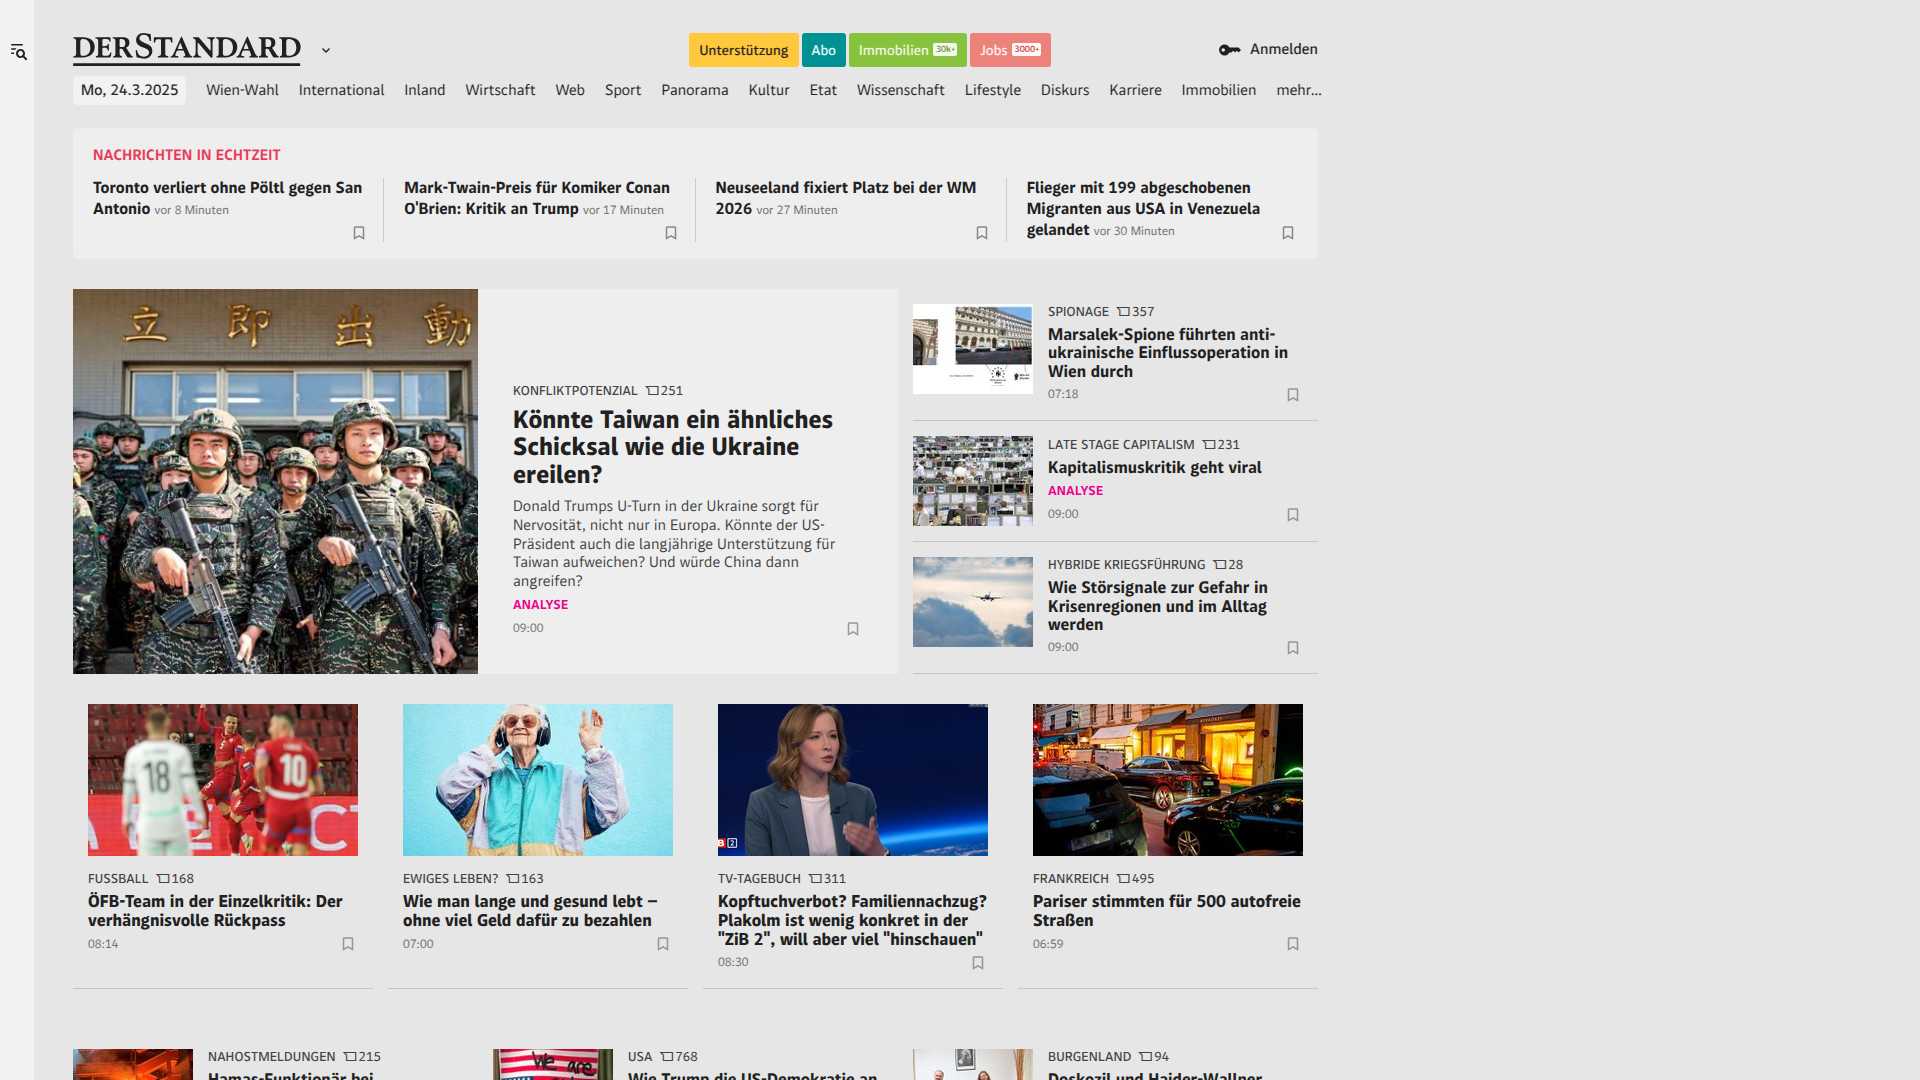 DERSTANDARD
Unterstützung
Abo
Immobilien 30k+
Jobs 3000+
Anmelden
Mo, 24.3.2025
Wien-Wahl
International
Inland
Wirtschaft
Web
Sport
Panorama
Kultur
Etat
Wissenschaft
Lifestyle
Diskurs
Karriere
Immobilien
mehr...
NACHRICHTEN IN ECHTZEIT
Toronto verliert ohne Pöltl gegen San
Antonio vor 8 Minuten
Mark-Twain-Preis für Komiker Conan
O'Brien: Kritik an Trump vor 17 Minuten
Neuseeland fixiert Platz bei der WM
2026 vor 27 Minuten
Flieger mit 199 abgeschobenen
Migranten aus USA in Venezuela
gelandet vor 30 Minuten
立即出動
KONFLIKTPOTENZIAL 251
Könnte Taiwan ein ähnliches
Schicksal wie die Ukraine
ereilen?
Donald Trumps U-Turn in der Ukraine sorgt für
Nervosität, nicht nur in Europa. Könnte der US-
Präsident auch die langjährige Unterstützung für
Taiwan aufweichen? Und würde China dann
angreifen?
ANALYSE
09:00
SPIONAGE 357
Marsalek-Spione führten anti-
ukrainische Einflussoperation in
Wien durch
07:18
LATE STAGE CAPITALISM 231
Kapitalismuskritik geht viral
ANALYSE
09:00
HYBRIDE KRIEGSFÜHRUNG 28
Wie Störsignale zur Gefahr in
Krisenregionen und im Alltag
werden
09:00
18
10
FUSSBALL 168
ÖFB-Team in der Einzelkritik: Der
verhängnisvolle Rückpass
08:14
EWIGES LEBEN? 163
Wie man lange und gesund lebt –
ohne viel Geld dafür zu bezahlen
07:00
2
TV-TAGEBUCH 311
Kopftuchverbot? Familiennachzug?
Plakolm ist wenig konkret in der
"ZiB 2", will aber viel "hinschauen"
08:30
FRANKREICH 495
Pariser stimmten für 500 autofreie
Straßen
06:59
NAHOSTMELDUNGEN 215
Hamas-Funktionär bei
We are
USA 768
Wie Trump die US-Demokratie an
BURGENLAND 94
Doskozil und Haider-Wallner